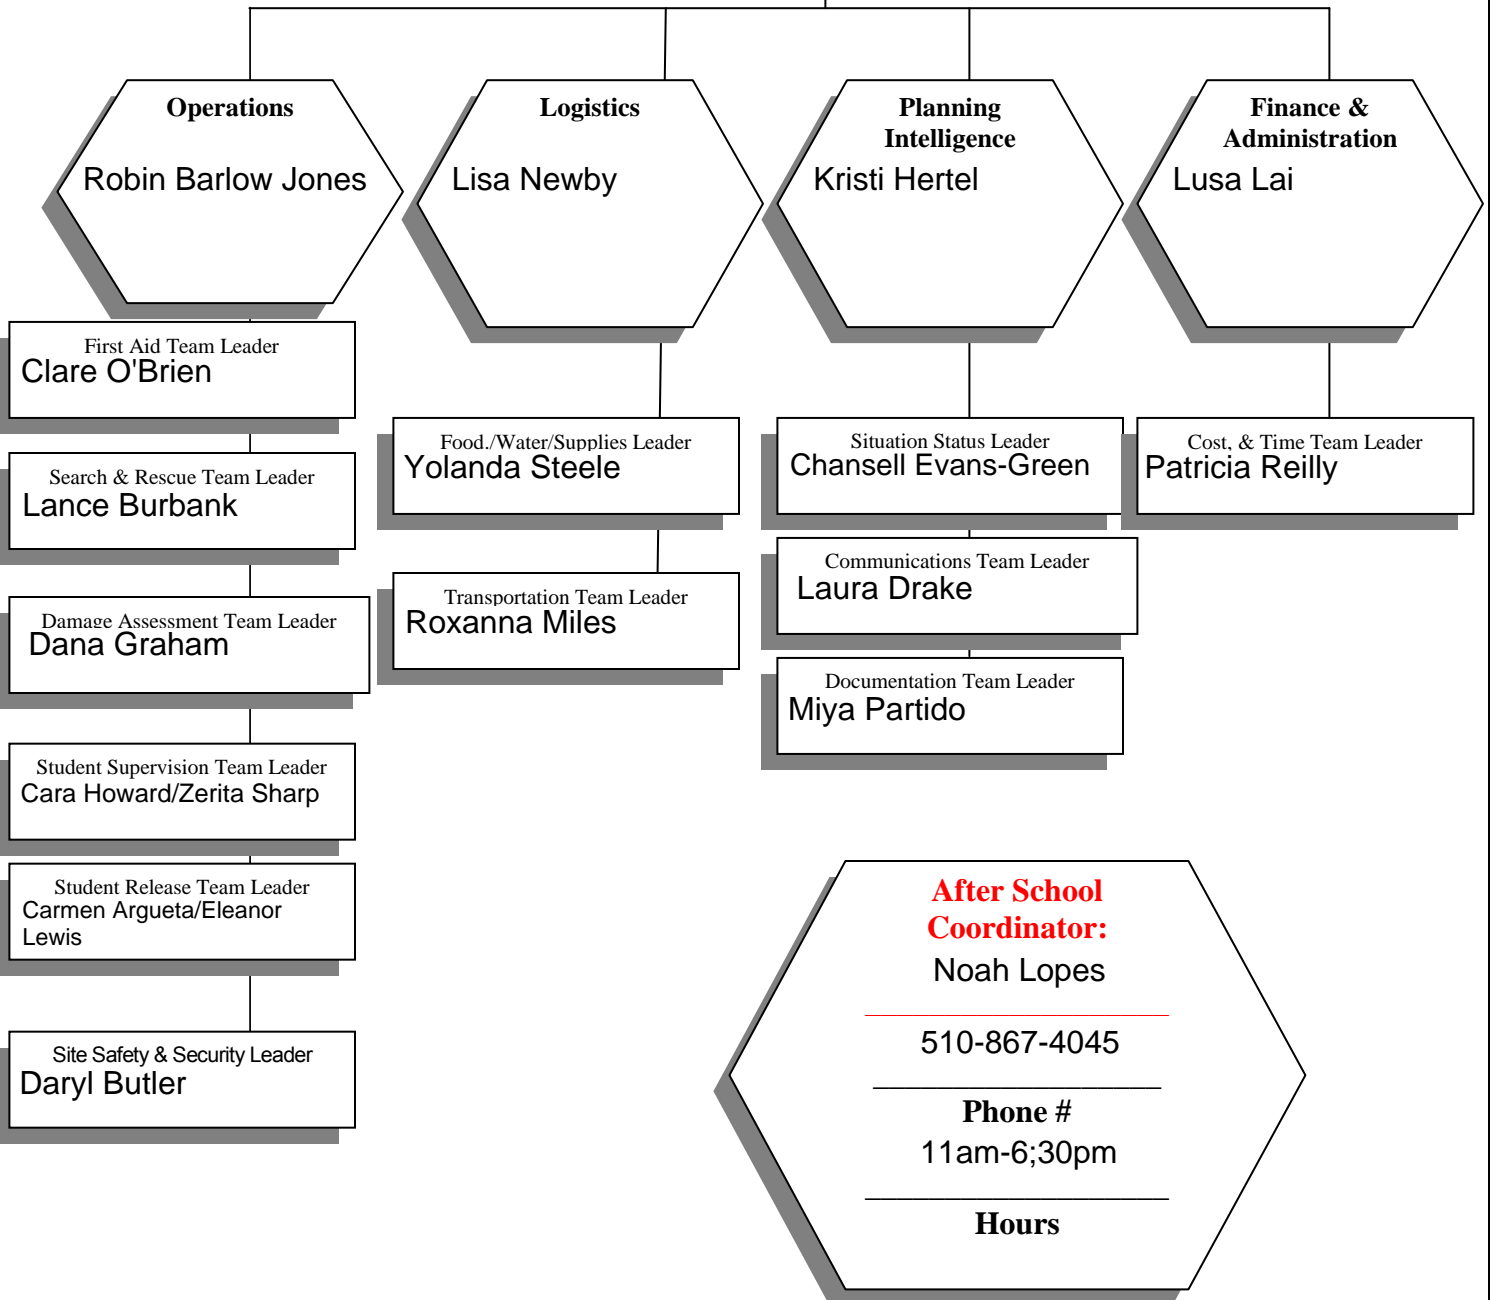 Operations
Robin Barlow Jones
Logistics
Lisa Newby
Planning
Intelligence
Kristi Hertel
Finance &
Administration
Lusa Lai
First Aid Team Leader
Clare O'Brien
Search & Rescue Team Leader
Lance Burbank
Damage Assessment Team Leader
Dana Graham
Student Supervision Team Leader
Cara Howard/Zerita Sharp
Student Release Team Leader
Carmen Argueta/Eleanor
Lewis
Site Safety & Security Leader
Daryl Butler
Food./Water/Supplies Leader
Yolanda Steele
Transportation Team Leader
Roxanna Miles
Situation Status Leader
Chansell Evans-Green
Communications Team Leader
Laura Drake
Documentation Team Leader
Miya Partido
Cost, & Time Team Leader
Patricia Reilly
After School
Coordinator:
Noah Lopes
510-867-4045
Phone #
11am-6;30pm
Hours